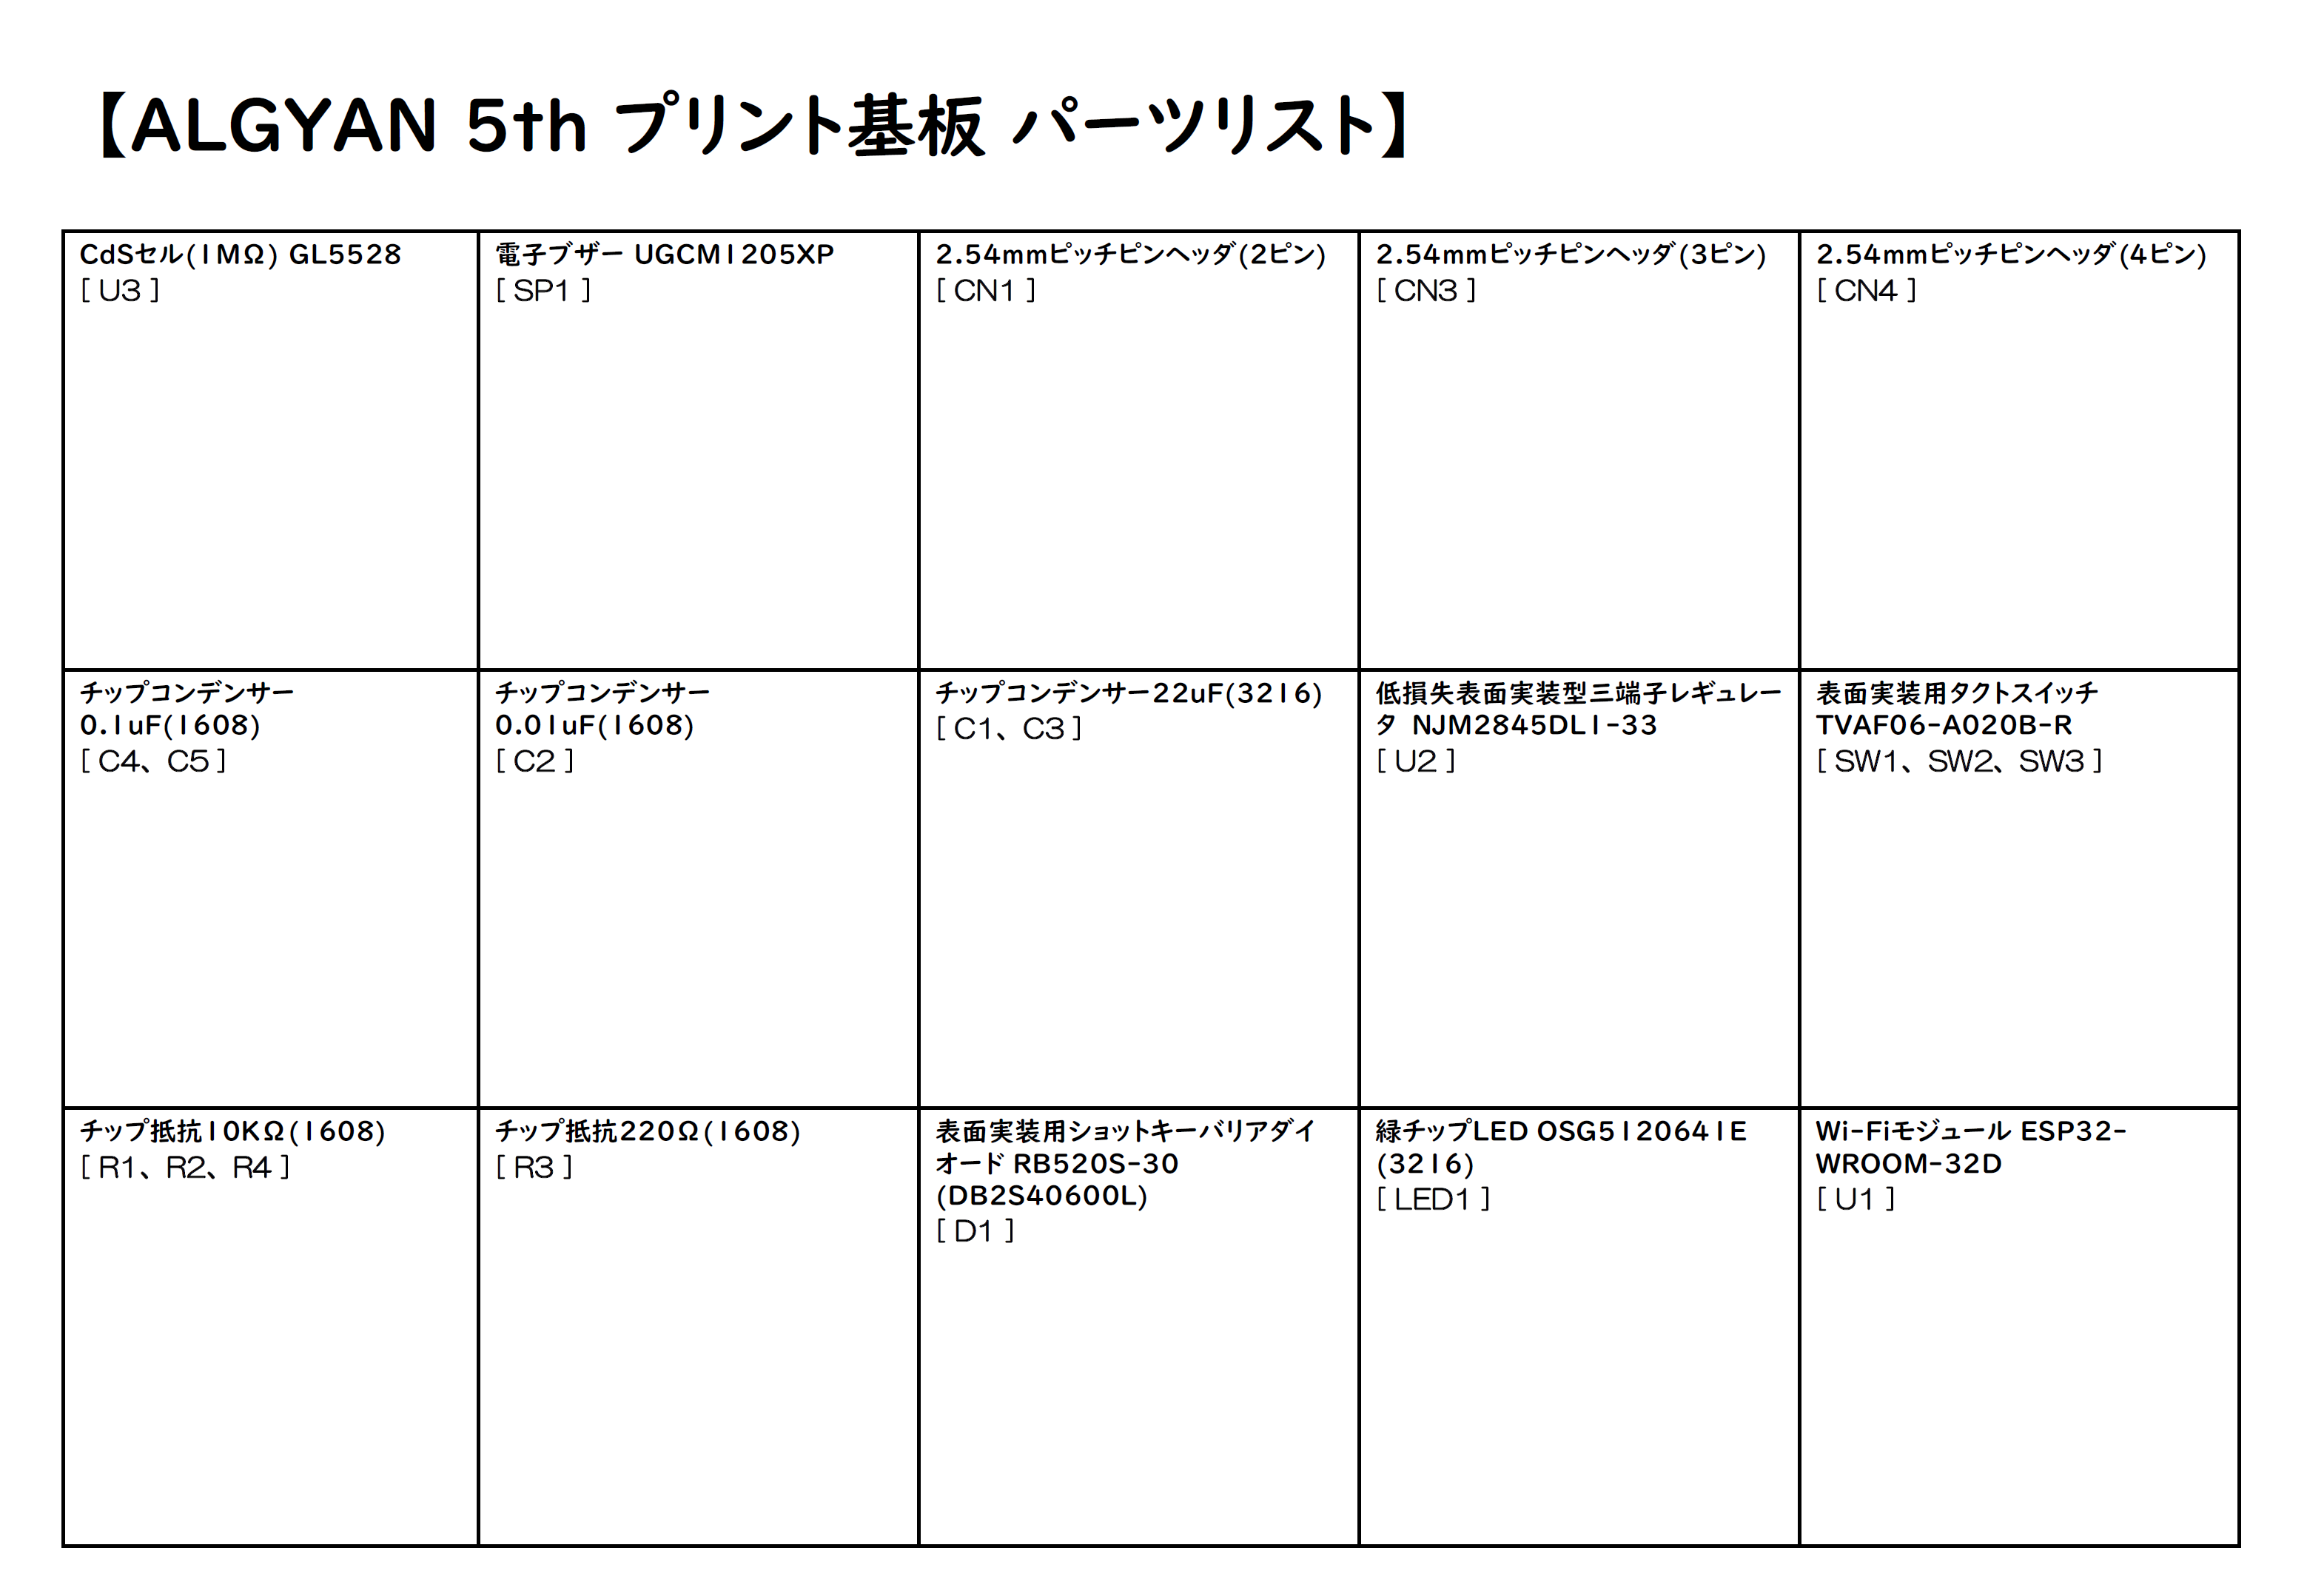 【ALGYAN 5th プリント基板 パーツリスト】
CdSセル(1MΩ) GL5528
[ U3 ]
電子ブザー UGCM1205XP
[ SP1 ]
2.54mmピッチピンヘッダ(2ピン)
[ CN1 ]
2.54mmピッチピンヘッダ(3ピン)
[ CN3 ]
2.54mmピッチピンヘッダ(4ピン)
[ CN4 ]
チップコンデンサー
0.1uF(1608)
[ C4、C5 ]
チップコンデンサー
0.01uF(1608)
[ C2 ]
チップコンデンサー22uF(3216)
[ C1、C3 ]
低損失表面実装型三端子レギュレー
タ NJM2845DL1-33
[ U2 ]
表面実装用タクトスイッチ
TVAF06-A020B-R
[ SW1、SW2、SW3 ]
チップ抵抗10KΩ(1608)
[ R1、R2、R4 ]
チップ抵抗220Ω(1608)
[ R3 ]
表面実装用ショットキーバリアダイ
オード RB520S-30
(DB2S40600L)
[ D1 ]
緑チップLED OSG5120641E
(3216)
[ LED1 ]
Wi-Fiモジュール ESP32-
WROOM-32D
[ U1 ]